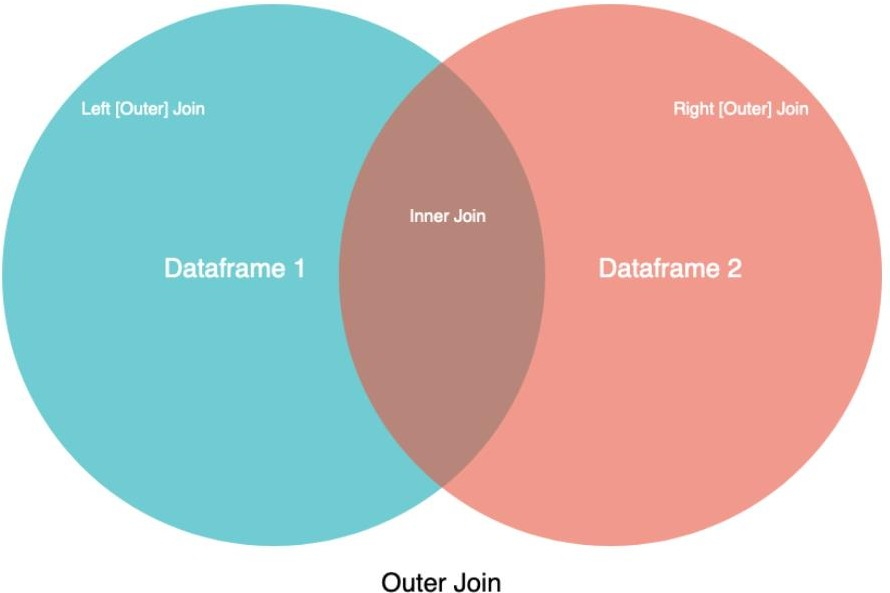 Left [Outer] Join
Right [Outer] Join
Inner Join
Dataframe 1
Dataframe 2
Outer Join